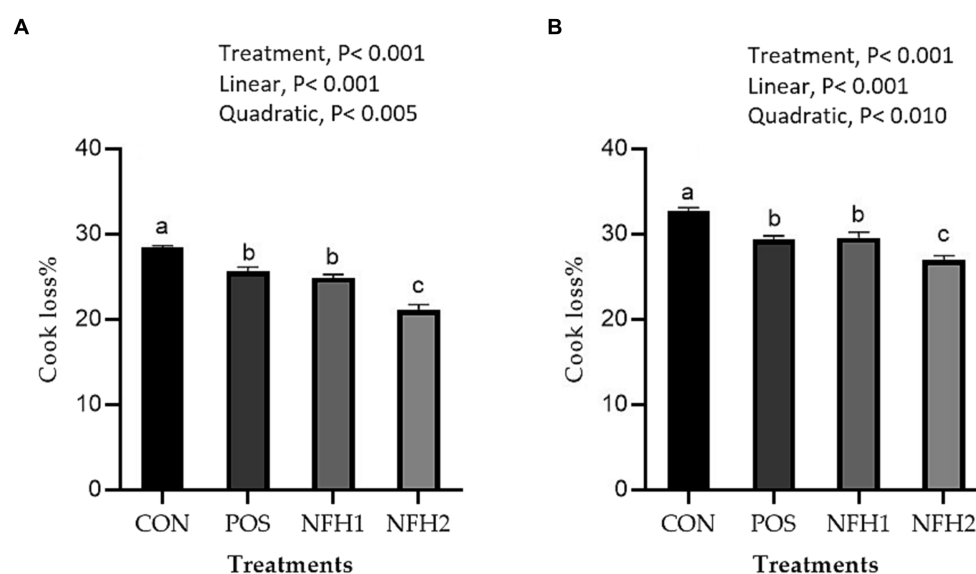 A
Treatment, P< 0.001
Linear, P< 0.001
Quadratic, P< 0.005
40
30
20
10
0
Cook loss%
a
b
b
c
CON POS NFH1 NFH2
Treatments
B
Treatment, P< 0.001
Linear, P< 0.001
Quadratic, P< 0.010
40
30
20
10
0
Cook loss%
a
b
b
c
CON POS NFH1 NFH2
Treatments